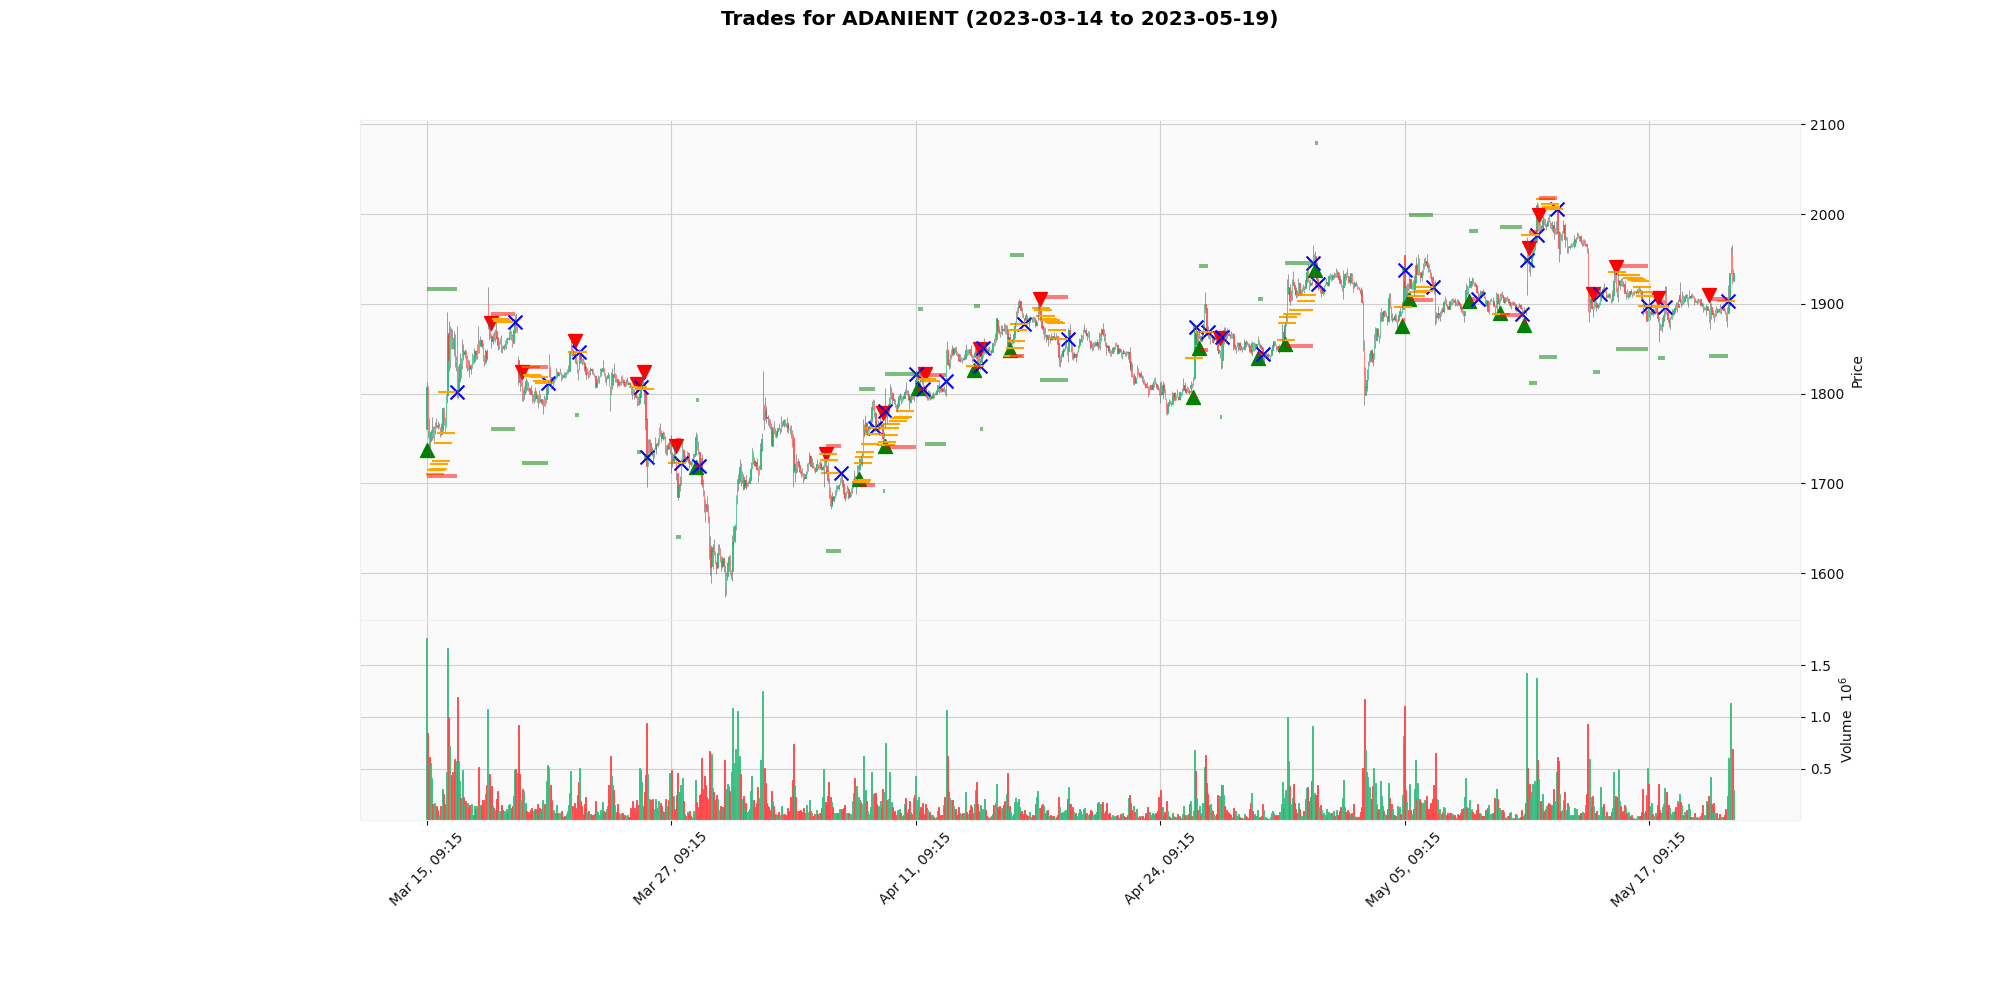 Trades for ADANIENT (2023-03-14 to 2023-05-19)
2100
2000
1900
1800
1700
1600
Price
1.5
1.0
0.5
Volume 10^6
Mar 15, 09:15
Mar 27, 09:15
Apr 11, 09:15
Apr 24, 09:15
May 05, 09:15
May 17, 09:15